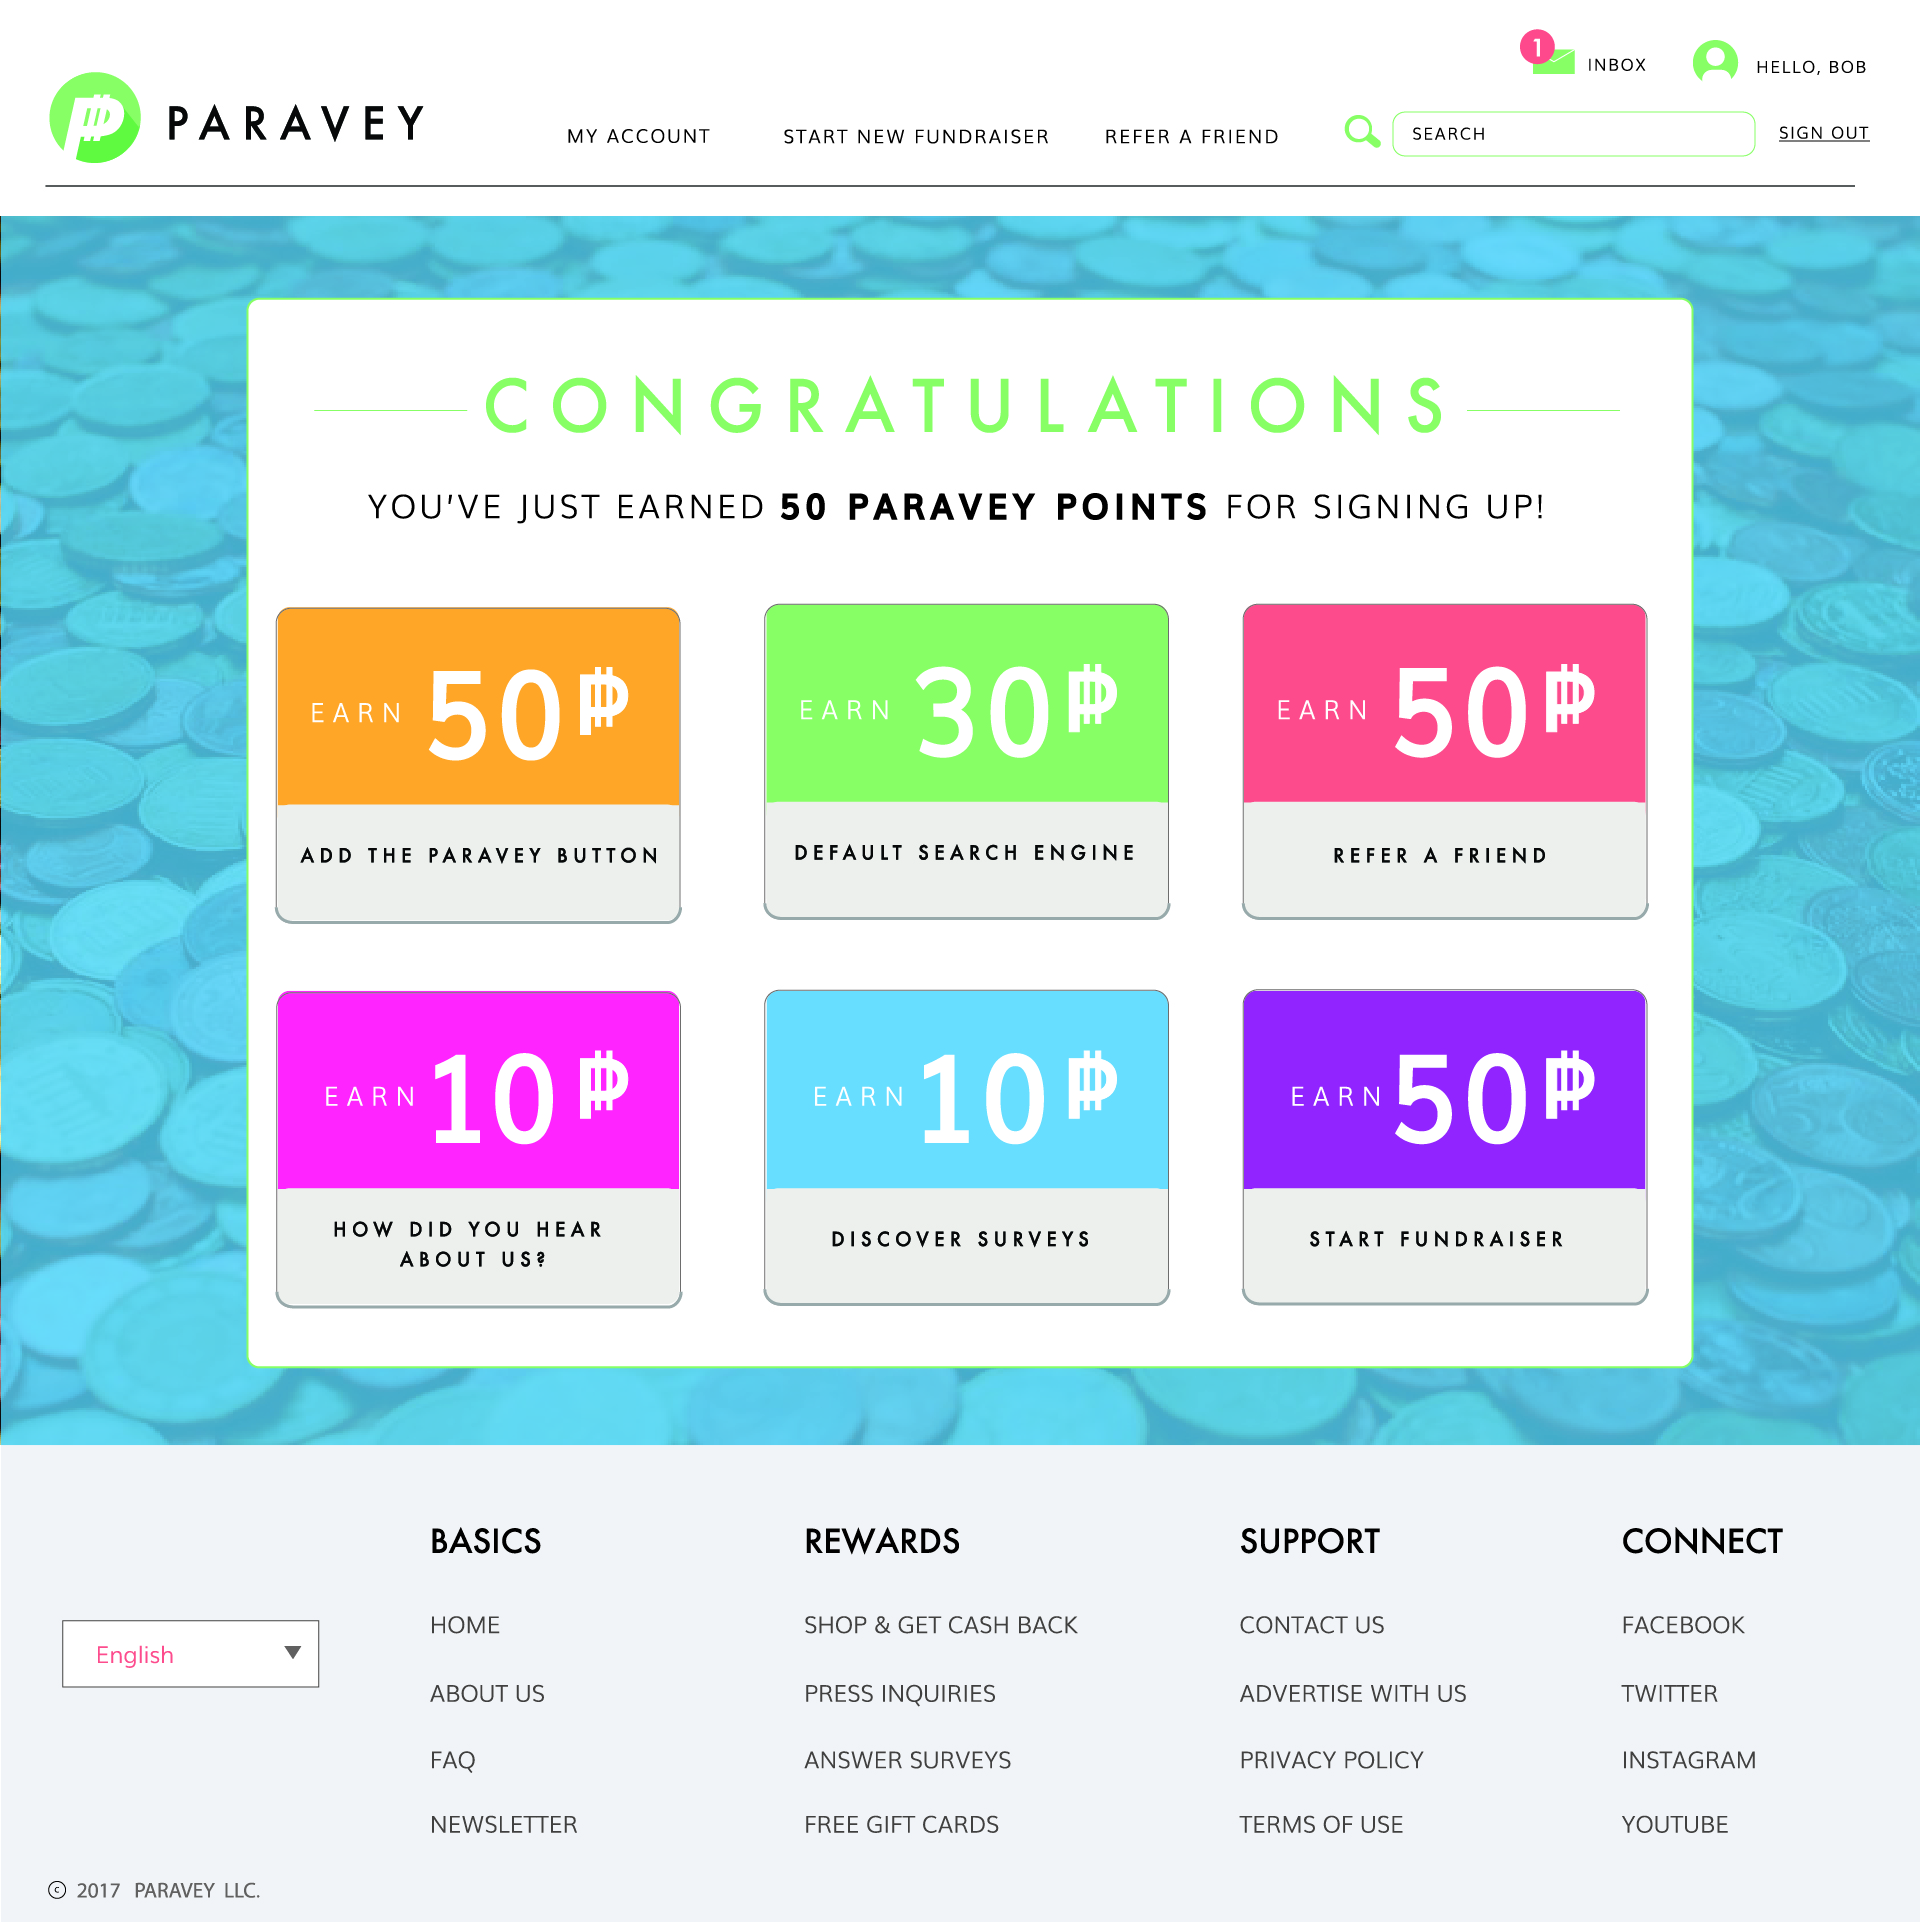 1
INBOX
HELLO, BOB
PARAVEY
MY ACCOUNT
START NEW FUNDRAISER
REFER A FRIEND
SEARCH
SIGN OUT
CONGRATULATIONS
YOU'VE JUST EARNED 50 PARAVEY POINTS FOR SIGNING UP!
EARN 50
ADD THE PARAVEY BUTTON
EARN 30
DEFAULT SEARCH ENGINE
EARN 50
REFER A FRIEND
EARN 10
HOW DID YOU HEAR
ABOUT US?
EARN 10
DISCOVER SURVEYS
EARN 50
START FUNDRAISER
English
BASICS
HOME
ABOUT US
FAQ
NEWSLETTER
REWARDS
SHOP & GET CASH BACK
PRESS INQUIRIES
ANSWER SURVEYS
FREE GIFT CARDS
SUPPORT
CONTACT US
ADVERTISE WITH US
PRIVACY POLICY
TERMS OF USE
CONNECT
FACEBOOK
TWITTER
INSTAGRAM
YOUTUBE
© 2017 PARAVEY LLC.